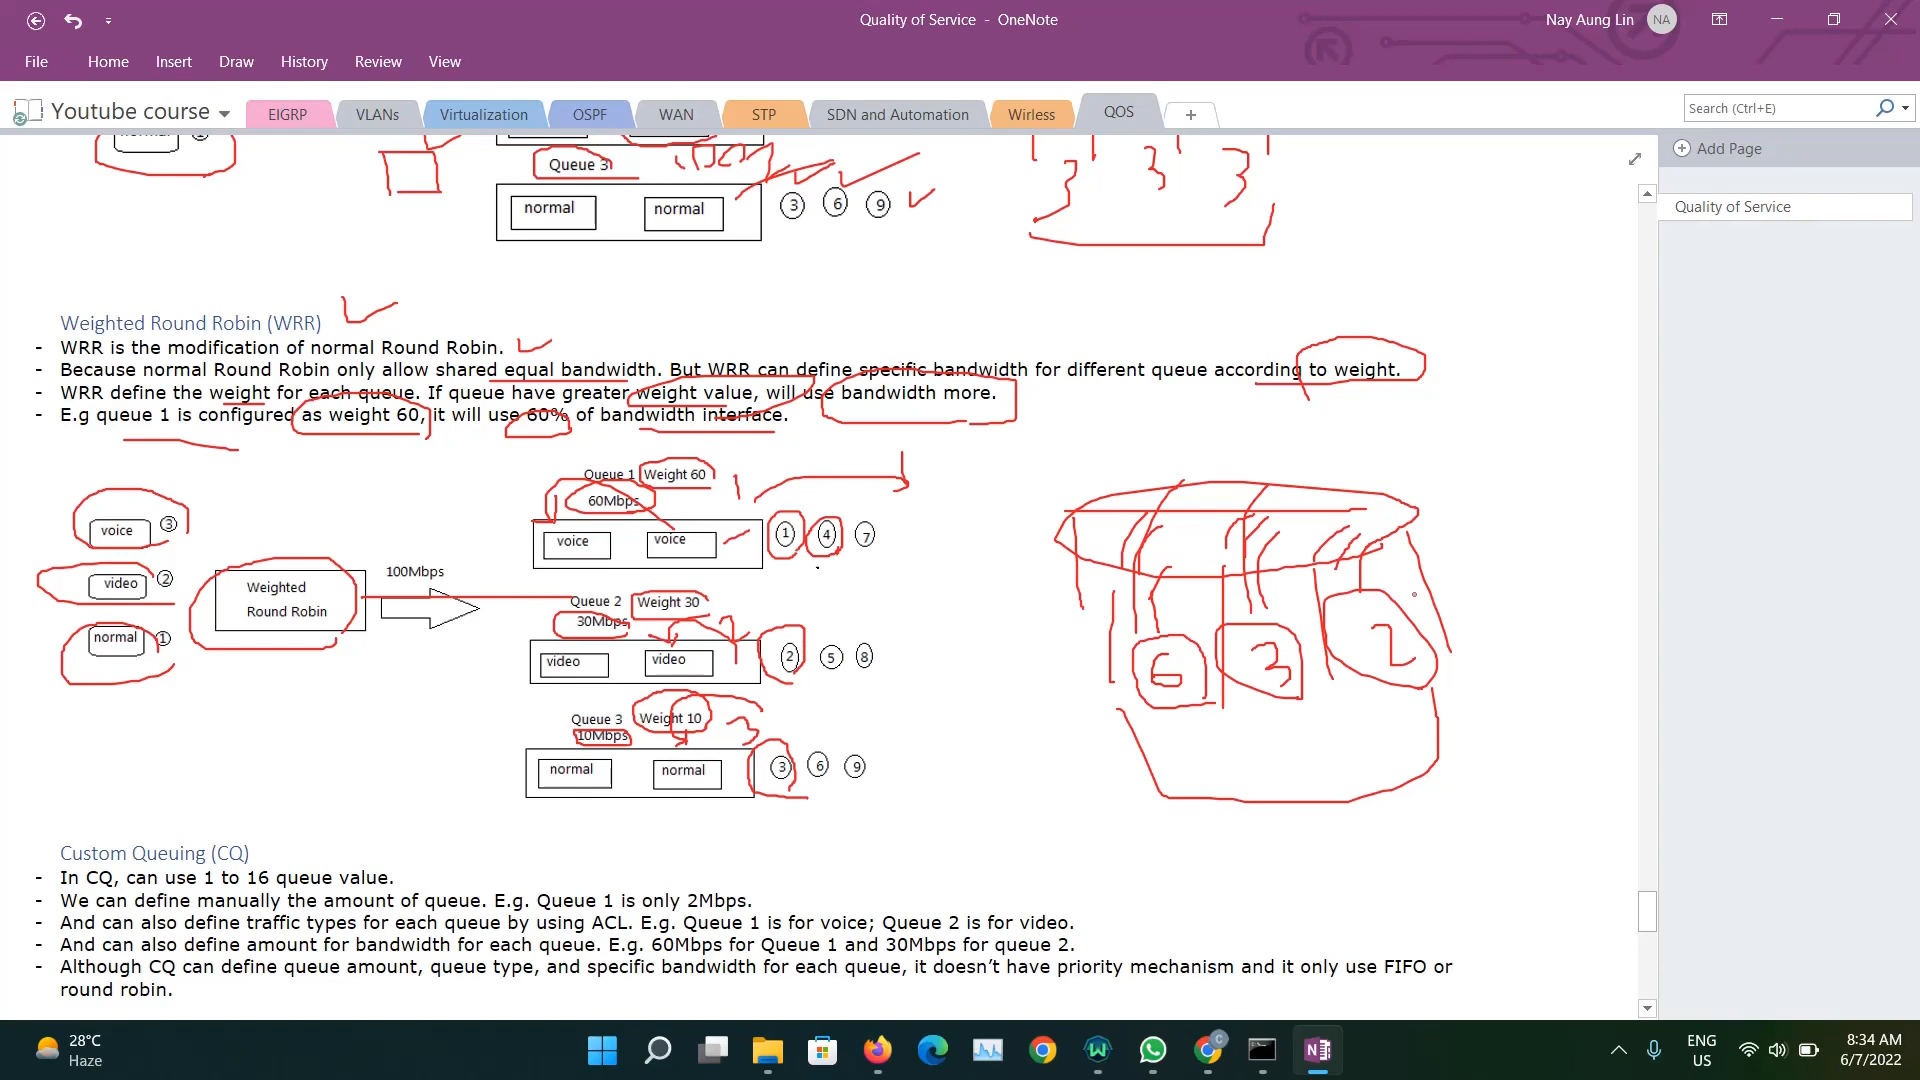 Quality of Service - OneNote
Nay Aung Lin
NA
File Home Insert Draw History Review View
Youtube course
EIGRP
VLANs
Virtualization
OSPF
WAN
STP
SDN and Automation
Wirless
QOS
+
Search (Ctrl+E)
Add Page
Quality of Service
Queue 3
normal normal 3 6 9
3 3 3
Weighted Round Robin (WRR)
- WRR is the modification of normal Round Robin.
- Because normal Round Robin only allow shared equal bandwidth. But WRR can define specific bandwidth for different queue according to weight.
- WRR define the weight for each queue. If queue have greater weight value, will use bandwidth more.
- E.g queue 1 is configured as weight 60, it will use 60% of bandwidth interface.
Queue 1 Weight 60
60Mbps
1
voice 3
voice voice 1 4 7
video 2
100Mbps
Weighted
Round Robin
Queue 2 Weight 30
30Mbps
2
normal 1
video video 2 5 8
6 3 2
Queue 3 Weight 10
10Mbps
3
normal normal 3 6 9
Custom Queuing (CQ)
- In CQ, can use 1 to 16 queue value.
- We can define manually the amount of queue. E.g. Queue 1 is only 2Mbps.
- And can also define traffic types for each queue by using ACL. E.g. Queue 1 is for voice; Queue 2 is for video.
- And can also define amount for bandwidth for each queue. E.g. 60Mbps for Queue 1 and 30Mbps for queue 2.
- Although CQ can define queue amount, queue type, and specific bandwidth for each queue, it doesn't have priority mechanism and it only use FIFO or
round robin.
28°C
Haze
ENG
US
8:34 AM
6/7/2022